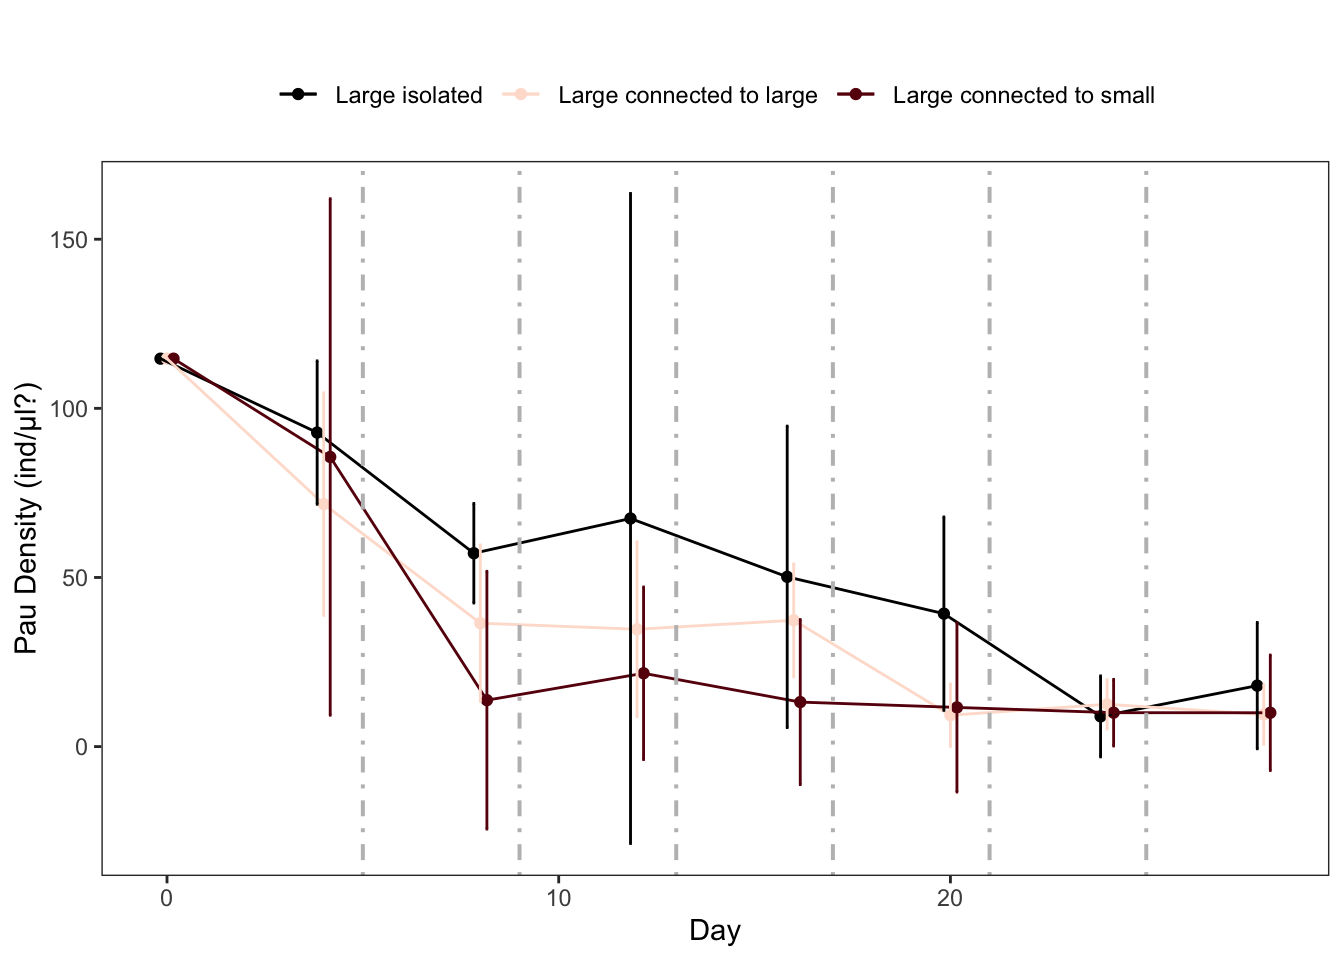 Large isolated Large connected to large Large connected to small
150
100
50
0
Pau Density (ind/μl?)
0 10 20
Day